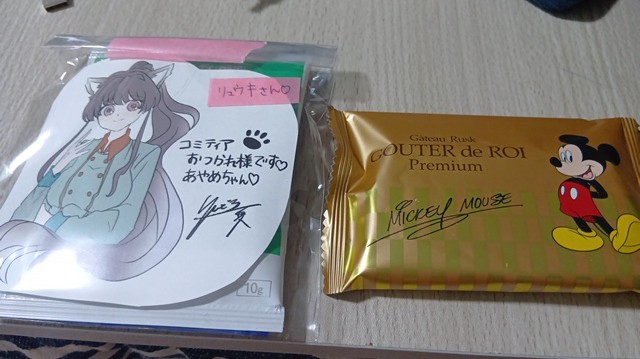 リュウキさん♡
コミティア
おつかれ様です♡
あやめちゃん♡
10g
Gâteau Rusk
GOUTER de ROI
Premium
MICKEY MOUSE